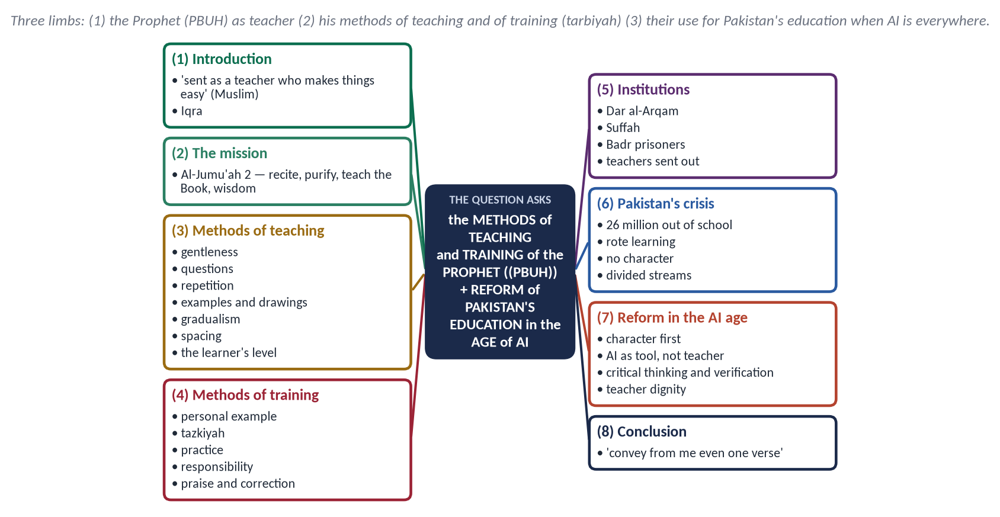 Three limbs: (1) the Prophet (PBUH) as teacher (2) his methods of teaching and of training (tarbiyah) (3) their use for Pakistan's education when AI is everywhere.
(1) Introduction
• 'sent as a teacher who makes things
easy' (Muslim)
• Iqra
(2) The mission
• Al-Jumu'ah 2 — recite, purify, teach the
Book, wisdom
(3) Methods of teaching
• gentleness
• questions
• repetition
• examples and drawings
• gradualism
• spacing
• the learner's level
(4) Methods of training
• personal example
• tazkiyah
• practice
• responsibility
• praise and correction
THE QUESTION ASKS
the METHODS of
TEACHING
and TRAINING of the
PROPHET ((PBUH))
+ REFORM of
PAKISTAN'S
EDUCATION in the
AGE of AI
(5) Institutions
• Dar al-Arqam
• Suffah
• Badr prisoners
• teachers sent out
(6) Pakistan's crisis
• 26 million out of school
• rote learning
• no character
• divided streams
(7) Reform in the AI age
• character first
• AI as tool, not teacher
• critical thinking and verification
• teacher dignity
(8) Conclusion
• 'convey from me even one verse'